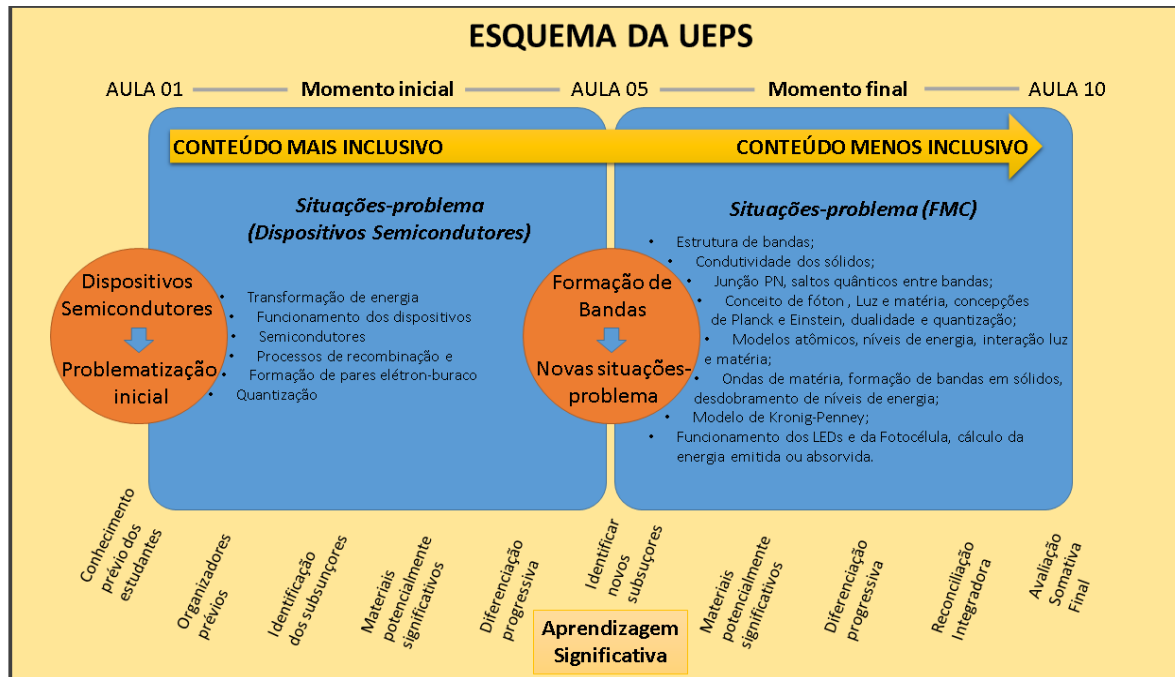 ESQUEMA DA UEPS
AULA 01
Momento inicial
AULA 05
Momento final
AULA 10
CONTEÚDO MAIS INCLUSIVO
CONTEÚDO MENOS INCLUSIVO
Situações-problema
(Dispositivos Semicondutores)
Dispositivos
Semicondutores
Problematização
inicial
• Transformação de energia
• Funcionamento dos dispositivos
• Semicondutores
• Processos de recombinação e
• Formação de pares elétron-buraco
• Quantização
Situações-problema (FMC)
Formação de
Bandas
Novas situações-
problema
• Estrutura de bandas;
• Condutividade dos sólidos;
• Junção PN, saltos quânticos entre bandas;
• Conceito de fóton , Luz e matéria, concepções
de Planck e Einstein, dualidade e quantização;
• Modelos atômicos, níveis de energia, interação luz
e matéria;
• Ondas de matéria, formação de bandas em sólidos,
desdobramento de níveis de energia;
• Modelo de Kronig-Penney;
• Funcionamento dos LEDs e da Fotocélula, cálculo da
energia emitida ou absorvida.
Conhecimento
prévio dos
estudantes
Organizadores
prévios
Identificação
dos subsunçores
Materiais
potencialmente
significativos
Diferenciação
progressiva
Identificar
novos
subsuçores
Materiais
potencialmente
significativos
Diferenciação
progressiva
Reconciliação
Integradora
Avaliação
Somativa
Final
Aprendizagem
Significativa